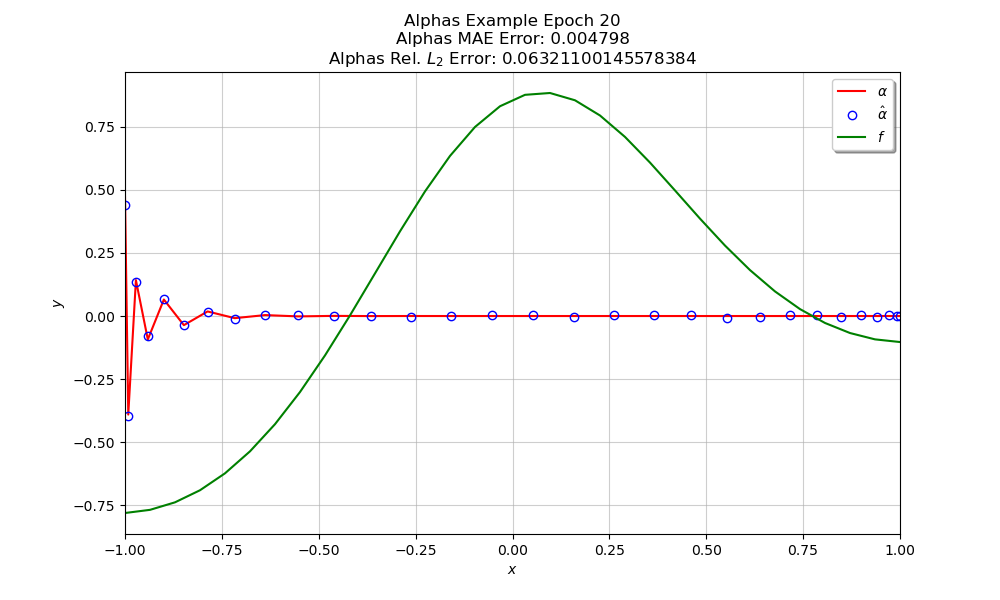 Alphas Example Epoch 20
Alphas MAE Error: 0.004798
Alphas Rel. $L_2$ Error: 0.06321100145578384
α
α̂
f
0.75
0.50
0.25
0.00
−0.25
−0.50
−0.75
y
−1.00 −0.75 −0.50 −0.25 0.00 0.25 0.50 0.75 1.00
x